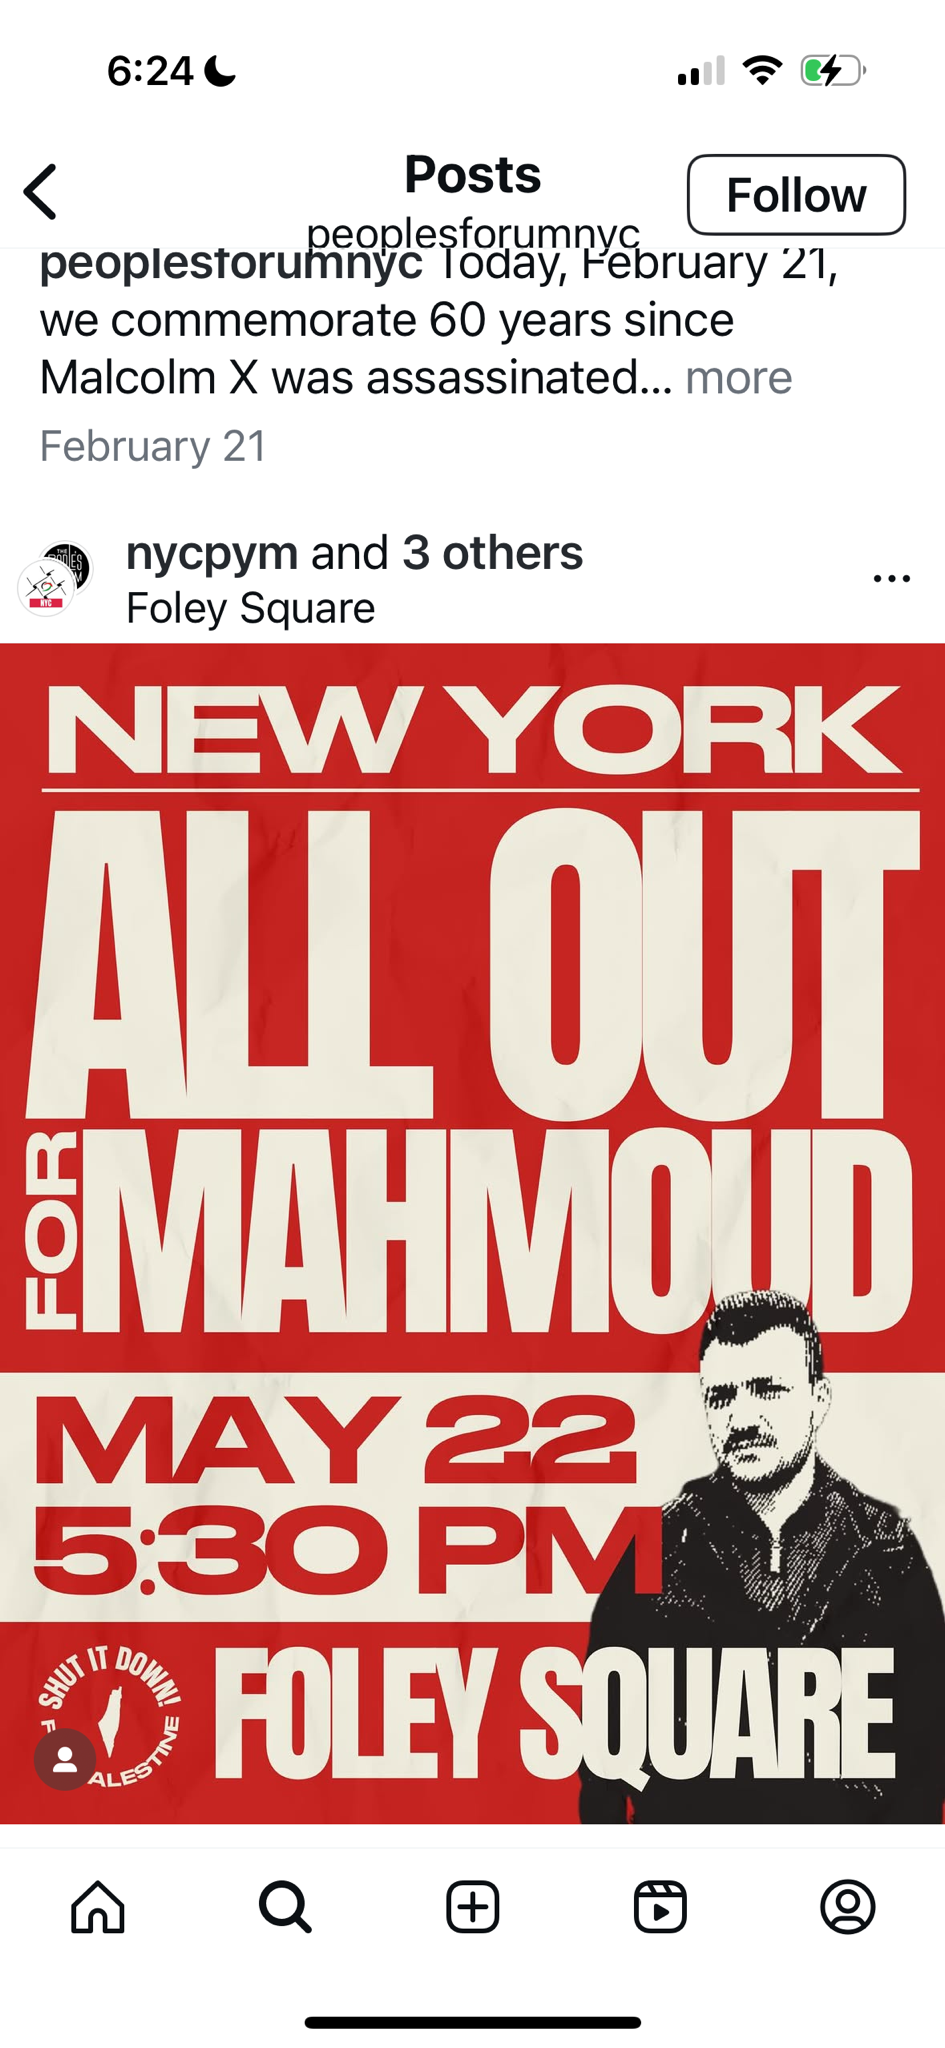 6:24
Posts
Follow
peoplesforumnyc
peoplesforumnyc Today, February 21,
we commemorate 60 years since
Malcolm X was assassinated... more
February 21
nycpym and 3 others
Foley Square
NEW YORK
ALL OUT
FOR MAHMOUD
MAY 22
5:30 PM
SHUT IT DOWN!
FOLEY SQUARE